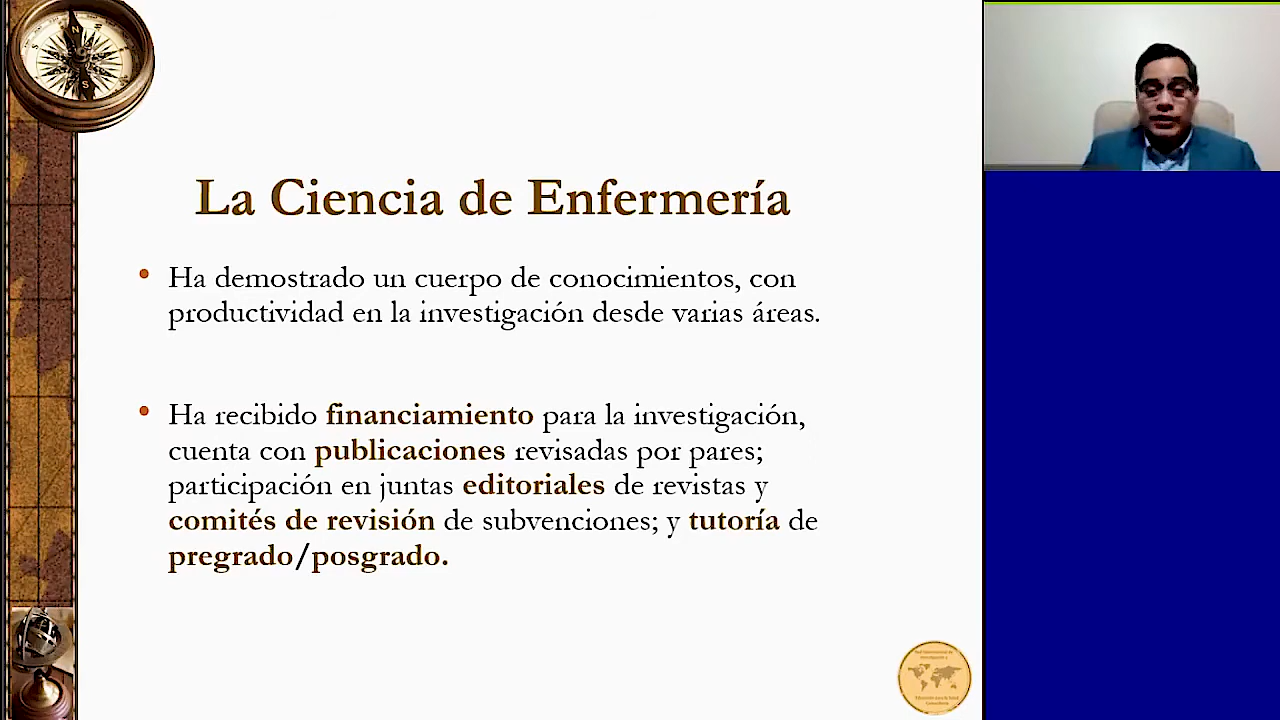 La Ciencia de Enfermería
• Ha demostrado un cuerpo de conocimientos, con
productividad en la investigación desde varias áreas.
• Ha recibido financiamiento para la investigación,
cuenta con publicaciones revisadas por pares;
participación en juntas editoriales de revistas y
comités de revisión de subvenciones; y tutoría de
pregrado/posgrado.